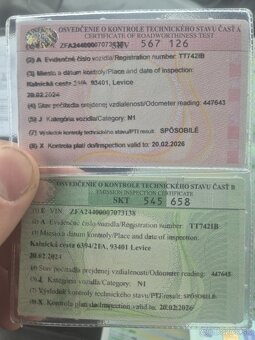 OSVEDČENIE O KONTROLE TECHNICKÉHO STAVU ČASŤ A
CERTIFICATE OF ROADWORTHINESS TEST
567 126
(2) A Evidenčné číslo vozidla/Registration number: TT742IB
(3) Miesto a dátum kontroly/Place and date of inspection:
Kalnická cesta, 93401, Levice
20.02.2024
(4) Stav počítadla prejdenej vzdialenosti/Odometer reading: 447643
(5) J Kategória vozidla/Category: N1
(7) Výsledok technickej kontroly/PTI result: SPÔSOBILÉ
(8) X Kontrola platí do/Inspection valid to: 20.02.2026
OSVEDČENIE O KONTROLE TECHNICKÉHO STAVU ČASŤ B
EMISSION INSPECTION CERTIFICATE
SKT 545 658
(1) E VIN: ZFA24400007073138
(2) A Evidenčné číslo vozidla/Registration number: TT742IB
(3) Miesto a dátum kontroly/Place and date of inspection
Kalnická cesta 6394/2IA, 93401 Levice
20.02.2024
(4) Stav počítadla prejdenej vzdialenosti/Odometer reading: 447645
(5) J Kategória vozidla/Category: N1
(7) Výsledok kontroly/PTI result: SPÔSOBILÉ
(8) X Kontrola platí do/Inspection valid to: 20.02.2026